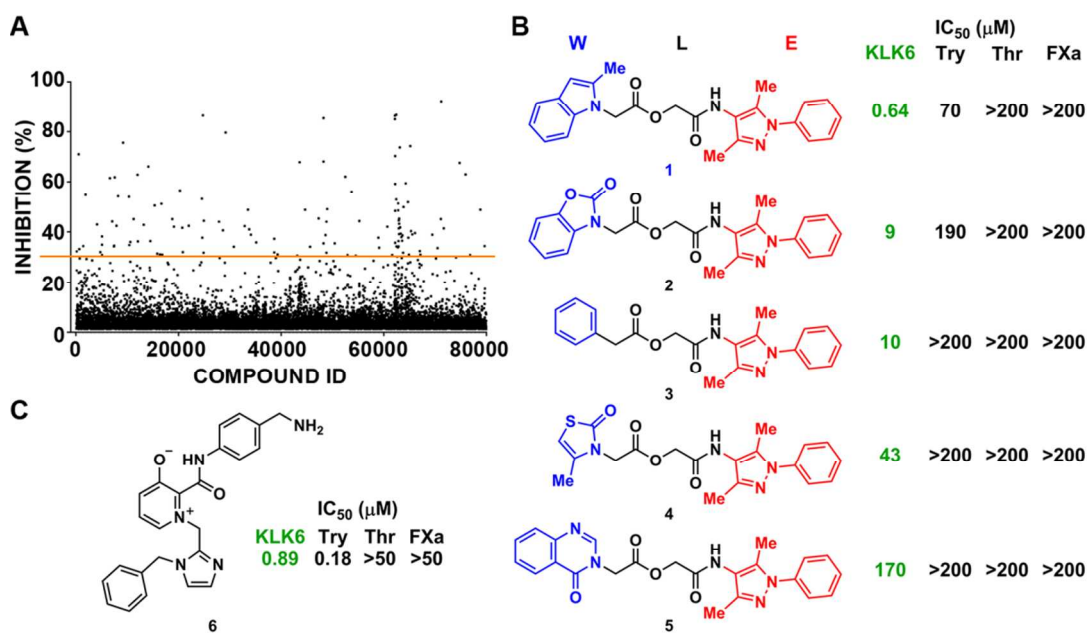 A
INHIBITION (%)
100
80
60
40
20
0
0 20000 40000 60000 80000
COMPOUND ID
B
W L E
IC50 (μM)
KLK6 Try Thr FXa
Me
N
O
O
O
H
N
Me
N
N
Me
1
0.64 70 >200 >200
O
O
N
O
O
O
H
N
Me
N
N
Me
2
9 190 >200 >200
O
O
O
H
N
Me
N
N
Me
3
10 >200 >200 >200
S
O
N
Me
O
O
O
H
N
Me
N
N
Me
4
43 >200 >200 >200
N
N
O
O
O
O
H
N
Me
N
N
Me
5
170 >200 >200 >200
C
NH2
HN
O−
O
N+
N
N
6
IC50 (μM)
KLK6 Try Thr FXa
0.89 0.18 >50 >50